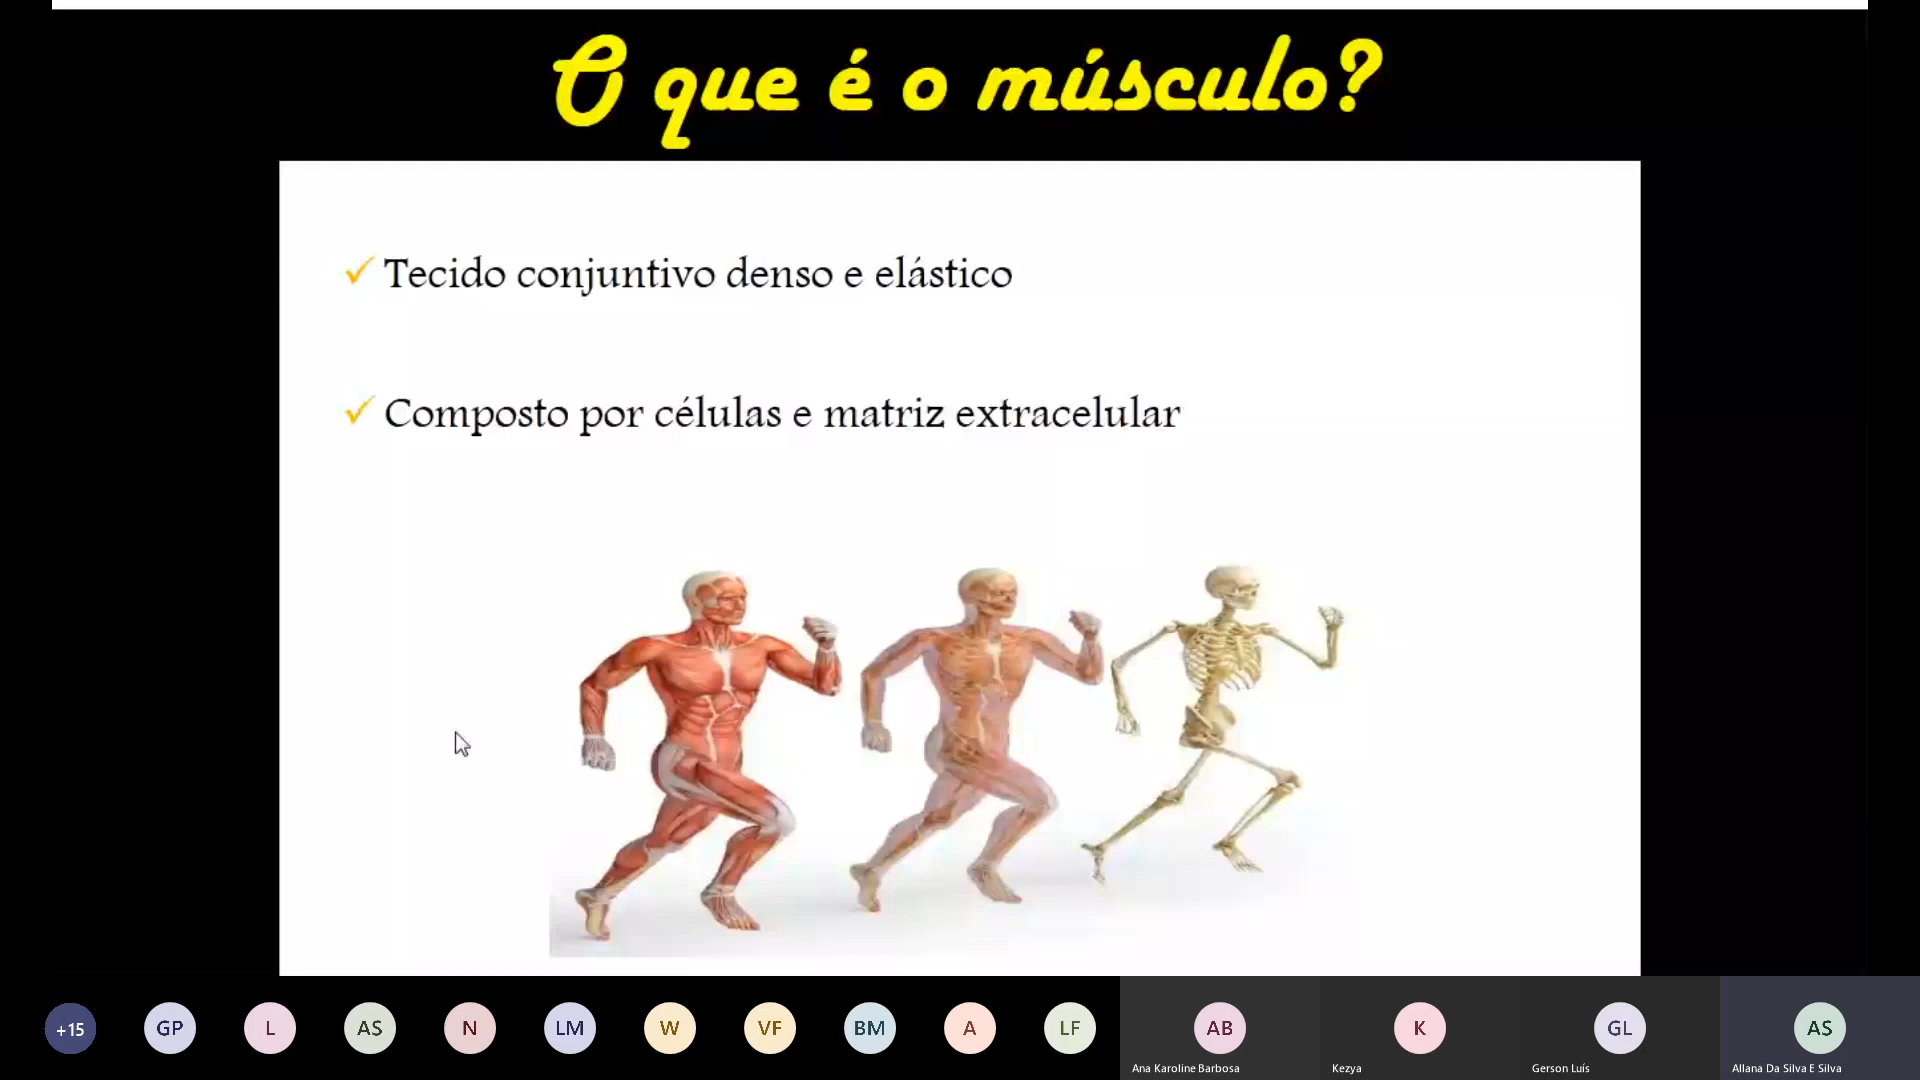 O que é o músculo?
Tecido conjuntivo denso e elástico
Composto por células e matriz extracelular
+15
GP
L
AS
N
LM
W
VF
BM
A
LF
AB
K
GL
AS
Ana Karoline Barbosa
Kezya
Gerson Luís
Allana Da Silva E Silva